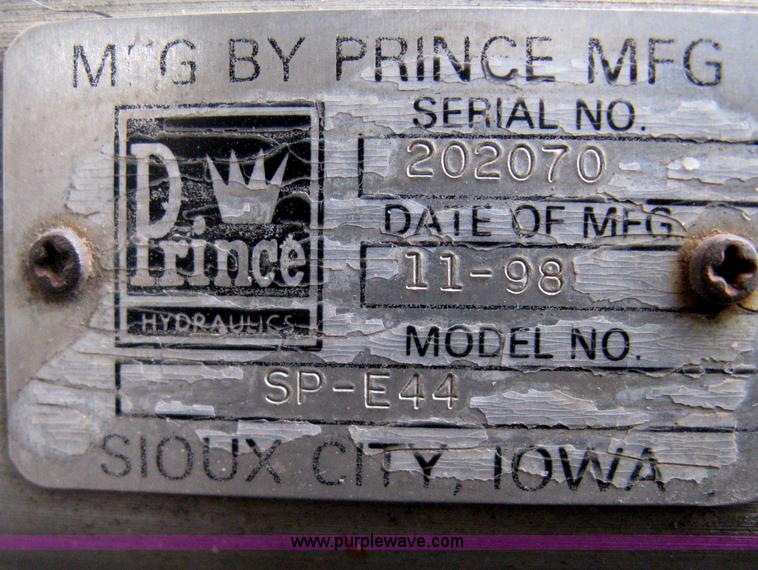 MFG BY PRINCE MFG
SERIAL NO.
202070
Prince
DATE OF MFG
11-98
HYDRAULICS
MODEL NO.
SP-E44
SIOUX CITY, IOWA
www.purplewave.com